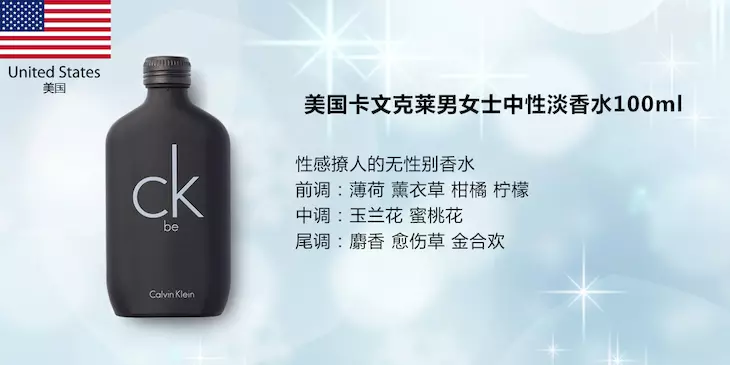 United States
美国
美国卡文克莱男女士中性淡香水100ml
性感撩人的无性别香水
前调：薄荷 薰衣草 柑橘 柠檬
中调：玉兰花 蜜桃花
尾调：麝香 愈伤草 金合欢
ck
be
Calvin Klein